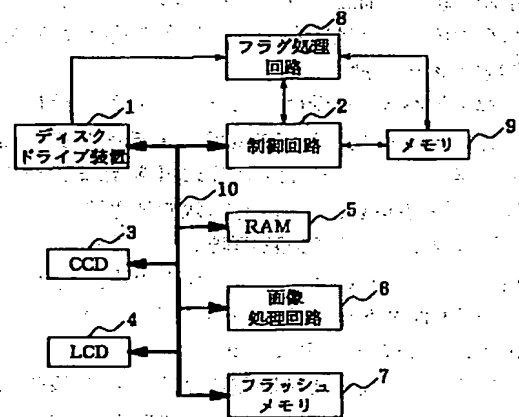 8
フラグ処理
回路
1
ディスク
ドライブ装置
2
制御回路
9
メモリ
10
3
CCD
RAM
5
画像
処理回路
6
4
LCD
フラッシュ
メモリ
7